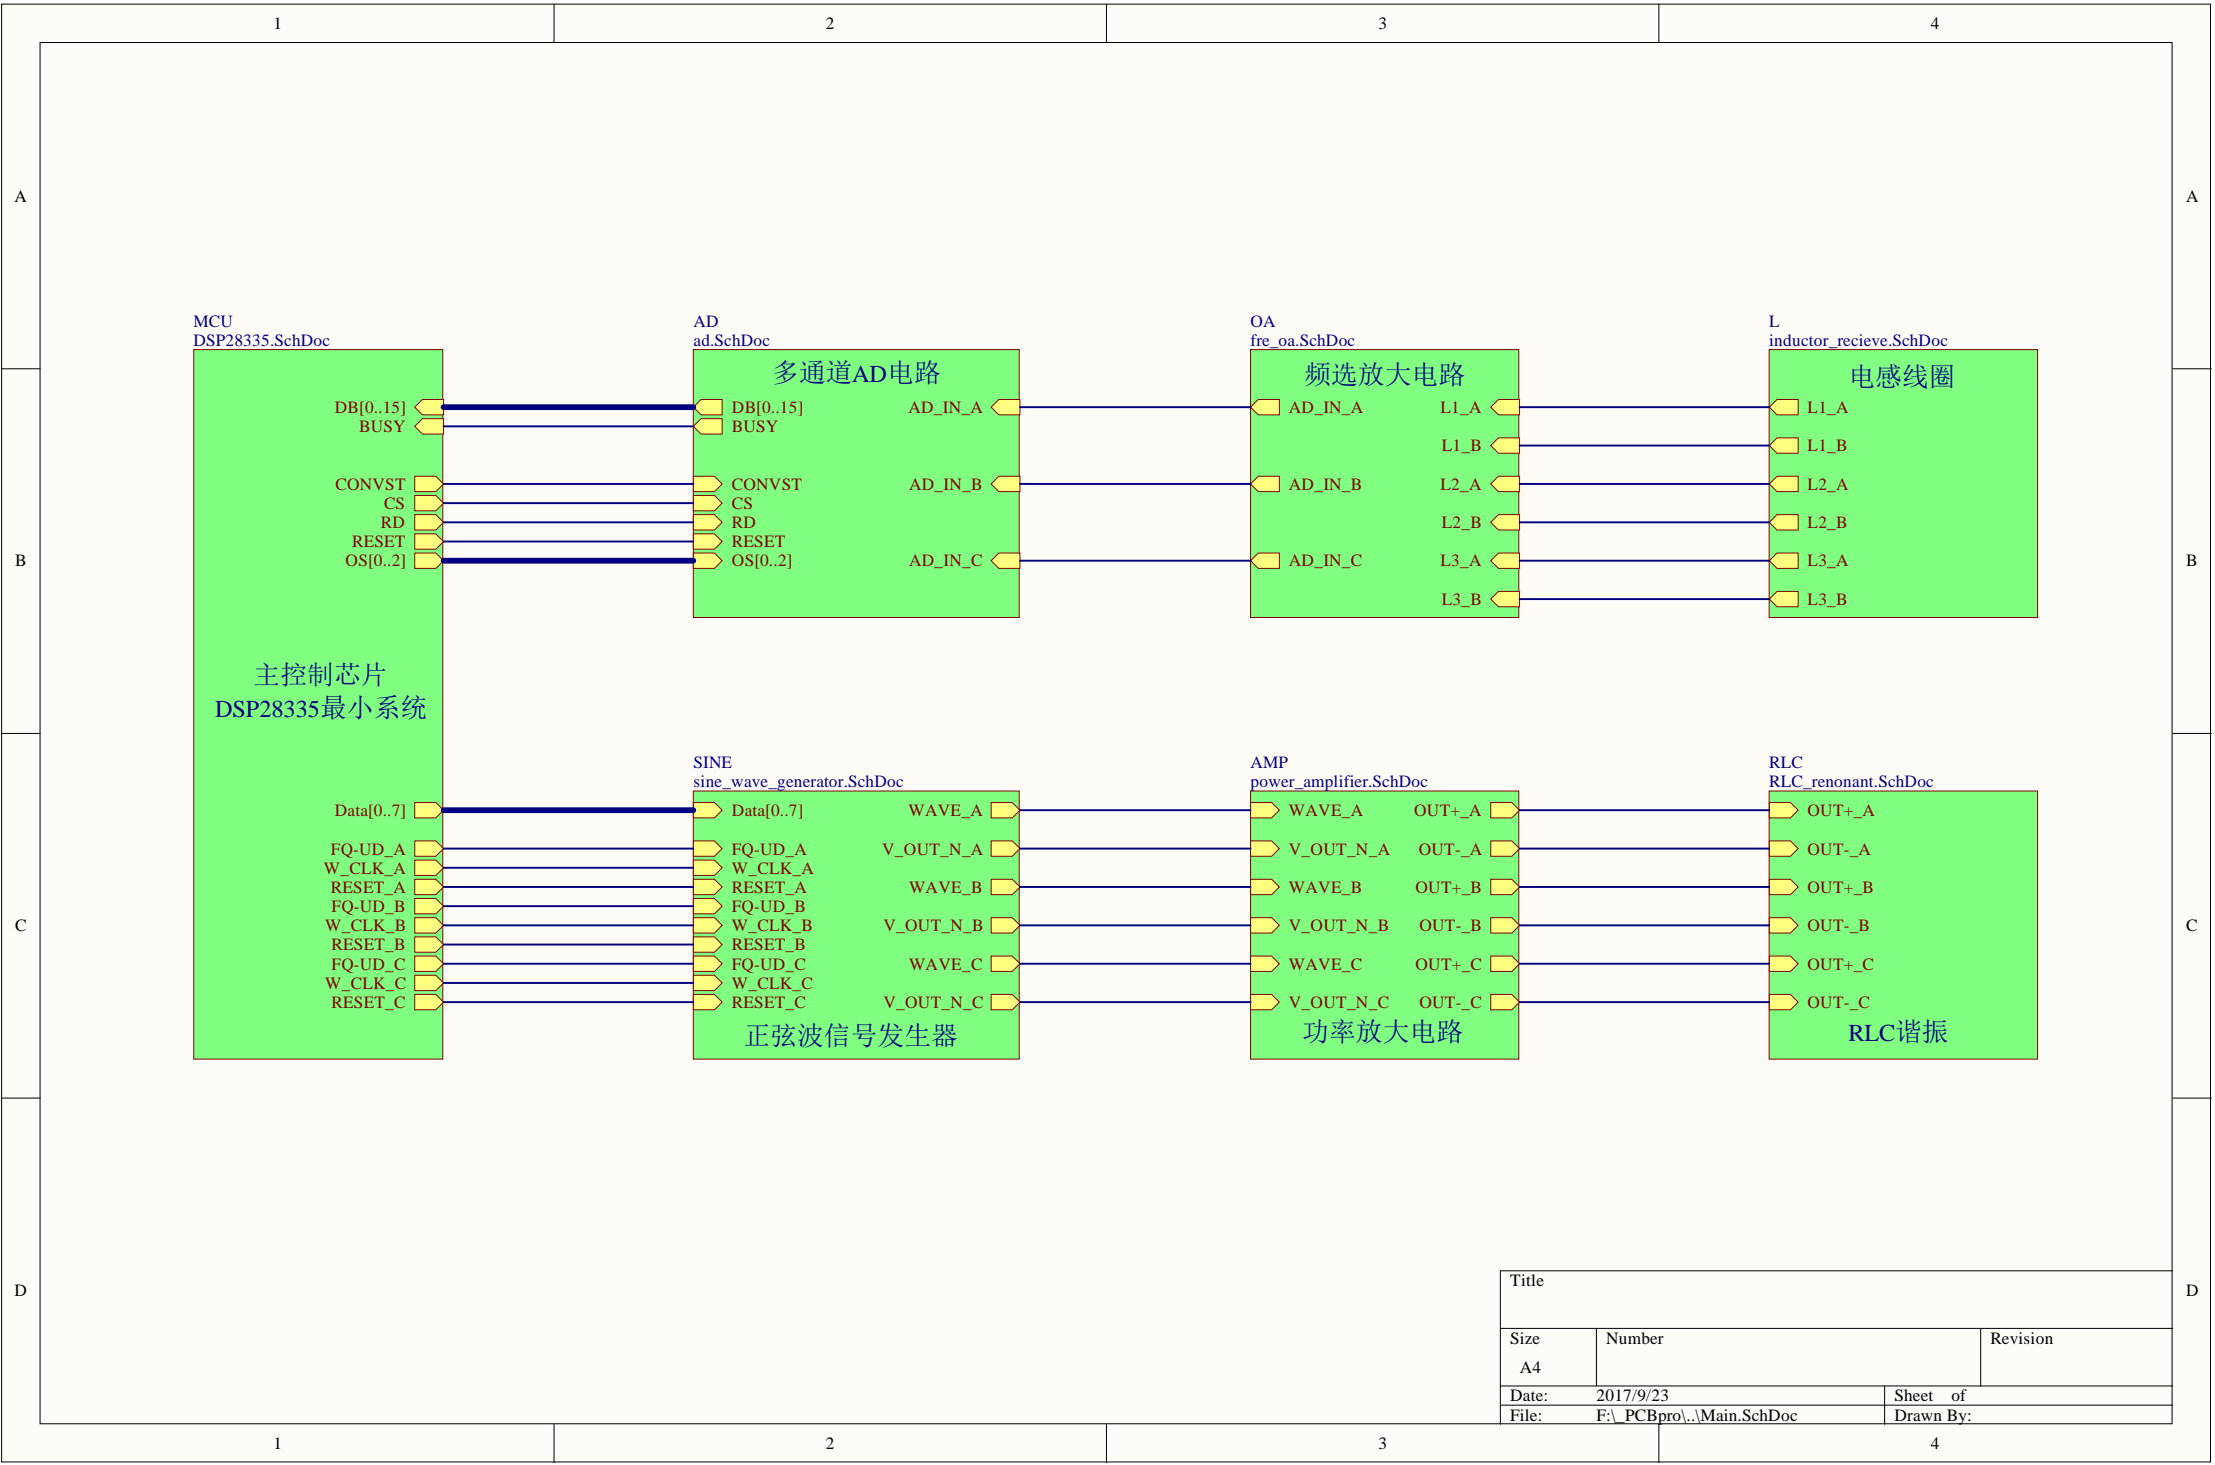 1 2 3 4
A A
MCU
DSP28335.SchDoc
DB[0..15]
BUSY
CONVST
CS
RD
RESET
OS[0..2]
主控制芯片
DSP28335最小系统
Data[0..7]
FQ-UD_A
W_CLK_A
RESET_A
FQ-UD_B
W_CLK_B
RESET_B
FQ-UD_C
W_CLK_C
RESET_C
AD
ad.SchDoc
多通道AD电路
DB[0..15] AD_IN_A
BUSY
CONVST AD_IN_B
CS
RD
RESET
OS[0..2] AD_IN_C
OA
fre_oa.SchDoc
频选放大电路
AD_IN_A L1_A
L1_B
AD_IN_B L2_A
L2_B
AD_IN_C L3_A
L3_B
L
inductor_recieve.SchDoc
电感线圈
L1_A
L1_B
L2_A
L2_B
L3_A
L3_B
B B
SINE
sine_wave_generator.SchDoc
Data[0..7] WAVE_A
FQ-UD_A V_OUT_N_A
W_CLK_A
RESET_A WAVE_B
FQ-UD_B
W_CLK_B V_OUT_N_B
RESET_B
FQ-UD_C WAVE_C
W_CLK_C
RESET_C V_OUT_N_C
正弦波信号发生器
AMP
power_amplifier.SchDoc
WAVE_A OUT+_A
V_OUT_N_A OUT-_A
WAVE_B OUT+_B
V_OUT_N_B OUT-_B
WAVE_C OUT+_C
V_OUT_N_C OUT-_C
功率放大电路
RLC
RLC_renonant.SchDoc
OUT+_A
OUT-_A
OUT+_B
OUT-_B
OUT+_C
OUT-_C
RLC谐振
C C
D D
Title
Size Number Revision
A4
Date: 2017/9/23 Sheet of
File: F:\_PCBpro\..\Main.SchDoc Drawn By:
1 2 3 4